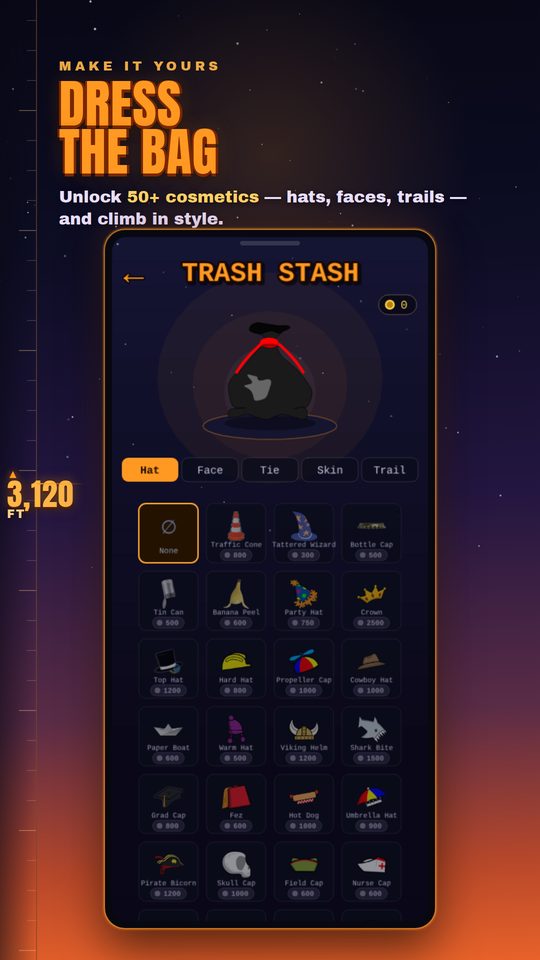 MAKE IT YOURS
DRESS
THE BAG
Unlock 50+ cosmetics — hats, faces, trails —
and climb in style.
← TRASH STASH
0
Hat Face Tie Skin Trail
∅
None Traffic Cone Tattered Wizard Bottle Cap
800 300 500
3,120
FT
Tin Can Banana Peel Party Hat Crown
500 600 750 2500
Top Hat Hard Hat Propeller Cap Cowboy Hat
1200 800 1000 1000
Paper Boat Warm Hat Viking Helm Shark Bite
600 500 1200 1500
Grad Cap Fez Hot Dog Umbrella Hat
800 600 1000 900
Pirate Bicorn Skull Cap Field Cap Nurse Cap
1200 1000 600 600